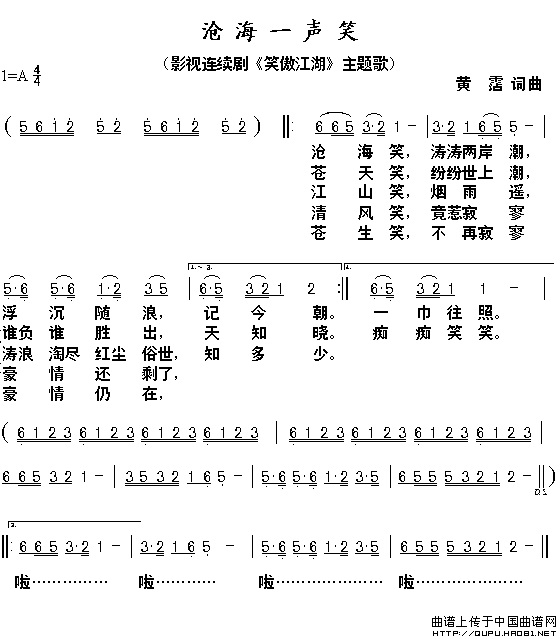 沧海一声笑
（影视连续剧《笑傲江湖》主题歌）
1=A 4/4
黄霑 词曲
( 5 6 1 2 5 2 5 6 1 2 5 2 ) ‖: 6 6 5 3·2 1 - | 3·2 1 6 5 5 - |
沧 海 笑，滔滔两岸 潮，
苍 天 笑，纷纷世上 潮，
江 山 笑，烟 雨 遥，
清 风 笑，竟惹寂 寥
苍 生 笑，不 再寂 寥
5·6 5·6 1·2 3 5 | 1.~3. 6·5 3 2 1 2 :‖ 4. 6·5 3 2 1 1 - |
浮 沉 随 浪， 记 今 朝。 一 巾 往 照。
谁负 谁 胜 出， 天 知 晓。 痴 痴 笑 笑。
涛浪 淘尽 红尘 俗世， 知 多 少。
豪 情 还 剩了，
豪 情 仍 在，
( 6 1 2 3 6 1 2 3 6 1 2 3 6 1 2 3 | 6 1 2 3 6 1 2 3 6 1 2 3 6 1 2 3
6 6 5 3·2 1 - | 3 5 3 2 1 6 5 - | 5·6 5·6 1·2 3 5 | 6 5 5 5 3 2 1 2 - ‖ )
D.S.
2.
‖: 6 6 5 3·2 1 - | 3·2 1 6 5 - | 5·6 5·6 1·2 3 5 | 6 5 5 5 3 2 1 2 - :‖
啦…………… 啦………… 啦……………… 啦………………
曲谱上传于中国曲谱网
http://QUPU.HAO81.NET